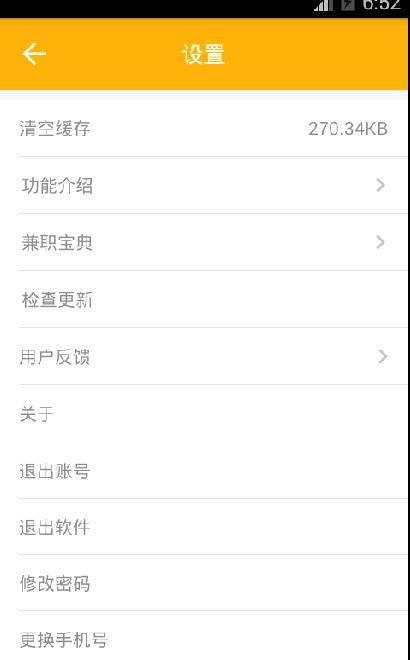 6:52
设置
清空缓存 270.34KB
功能介绍
兼职宝典
检查更新
用户反馈
关于
退出账号
退出软件
修改密码
更换手机号